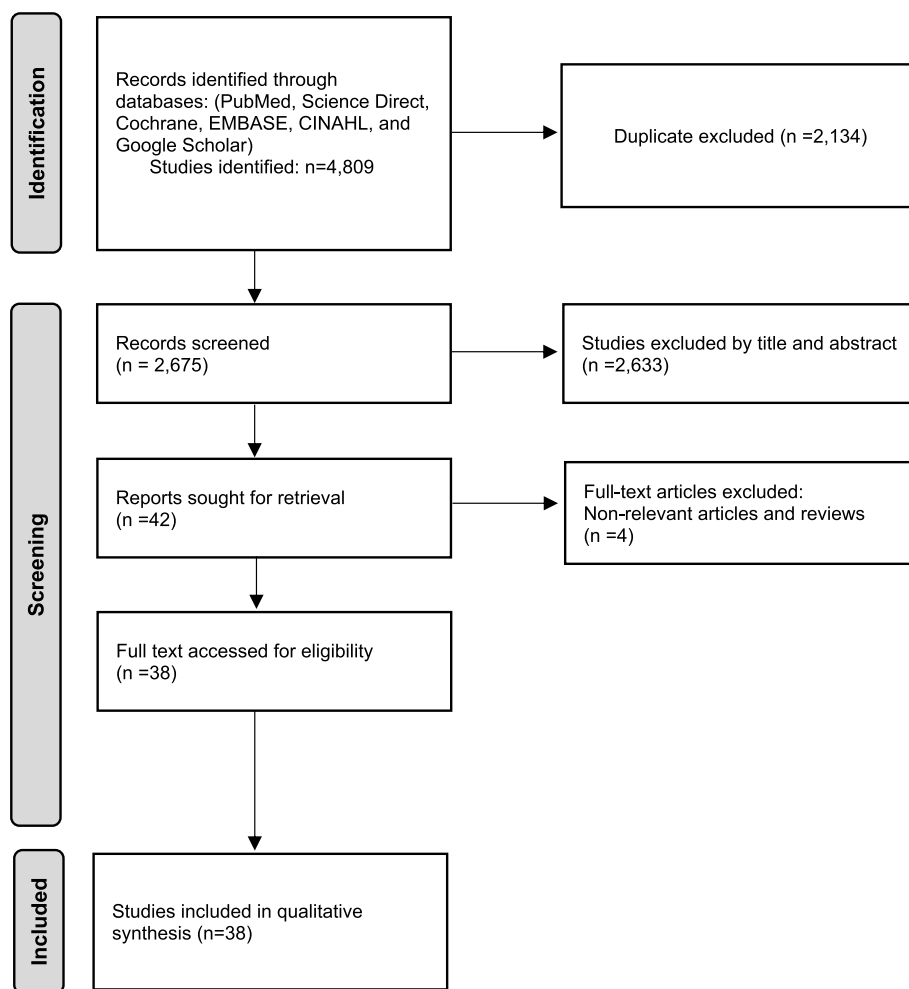 Identification
Records identified through
databases: (PubMed, Science Direct,
Cochrane, EMBASE, CINAHL, and
Google Scholar)
Studies identified: n=4,809
Duplicate excluded (n =2,134)
Screening
Records screened
(n = 2,675)
Studies excluded by title and abstract
(n =2,633)
Reports sought for retrieval
(n =42)
Full-text articles excluded:
Non-relevant articles and reviews
(n =4)
Full text accessed for eligibility
(n =38)
Included
Studies included in qualitative
synthesis (n=38)